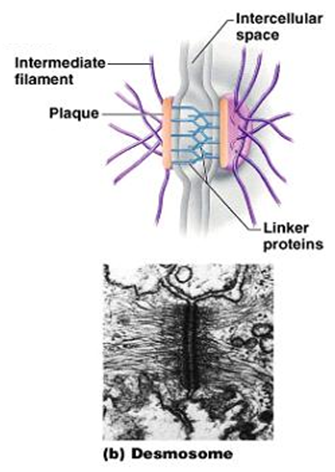 Intercellular
space
Intermediate
filament
Plaque
Linker
proteins
(b) Desmosome